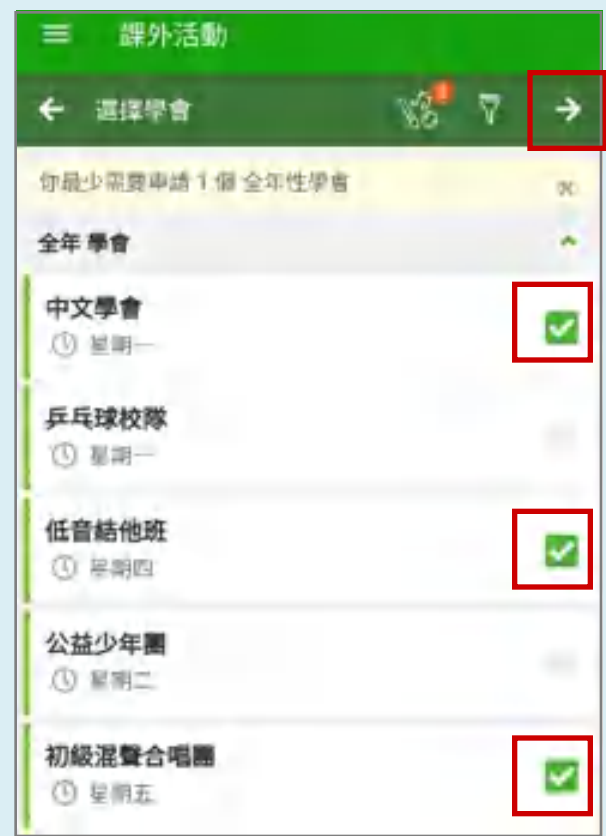 課外活動
選擇學會
你最少需要申請 1 個 全年性學會
全年 學會
中文學會
星期一
乒乓球校隊
星期一
低音結他班
星期四
公益少年團
星期二
初級混聲合唱團
星期五